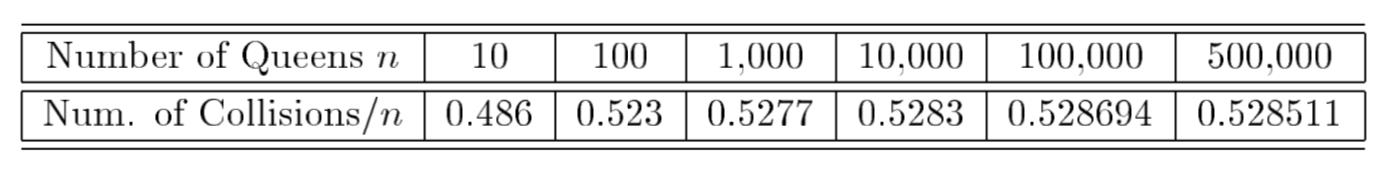 Number of Queens n 10 100 1,000 10,000 100,000 500,000
Num. of Collisions/n 0.486 0.523 0.5277 0.5283 0.528694 0.528511